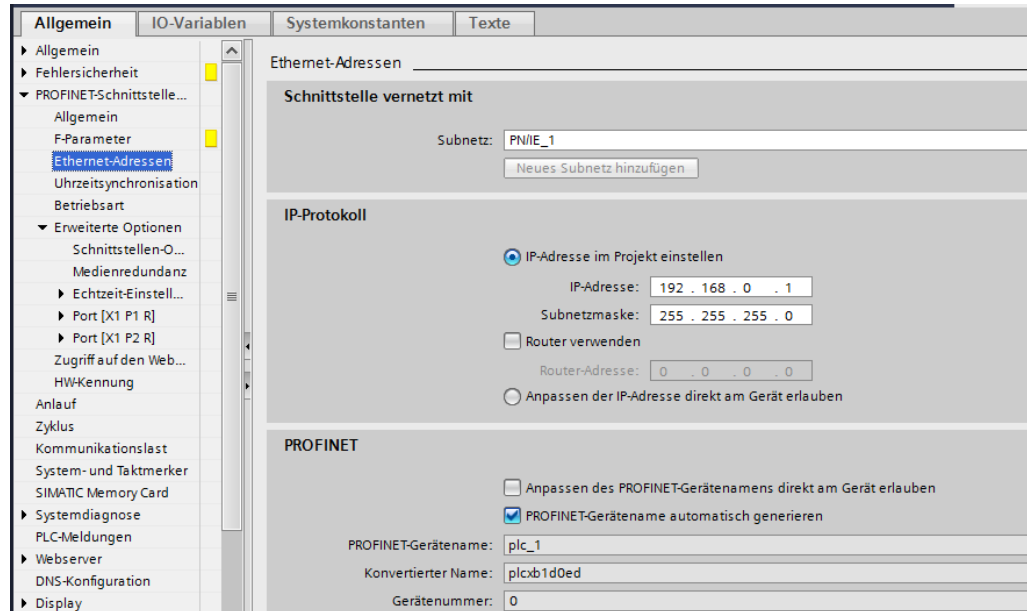 Allgemein
IO-Variablen
Systemkonstanten
Texte
Allgemein
Fehlersicherheit
PROFINET-Schnittstelle...
Allgemein
F-Parameter
Ethernet-Adressen
Uhrzeitsynchronisation
Betriebsart
Erweiterte Optionen
Schnittstellen-O...
Medienredundanz
Echtzeit-Einstell...
Port [X1 P1 R]
Port [X1 P2 R]
Zugriff auf den Web...
HW-Kennung
Anlauf
Zyklus
Kommunikationslast
System- und Taktmerker
SIMATIC Memory Card
Systemdiagnose
PLC-Meldungen
Webserver
DNS-Konfiguration
Display
Ethernet-Adressen
Schnittstelle vernetzt mit
Subnetz: PN/IE_1
Neues Subnetz hinzufügen
IP-Protokoll
IP-Adresse im Projekt einstellen
IP-Adresse: 192 . 168 . 0 . 1
Subnetzmaske: 255 . 255 . 255 . 0
Router verwenden
Router-Adresse: 0 . 0 . 0 . 0
Anpassen der IP-Adresse direkt am Gerät erlauben
PROFINET
Anpassen des PROFINET-Gerätenamens direkt am Gerät erlauben
PROFINET-Gerätename automatisch generieren
PROFINET-Gerätename: plc_1
Konvertierter Name: plcxb1d0ed
Gerätenummer: 0